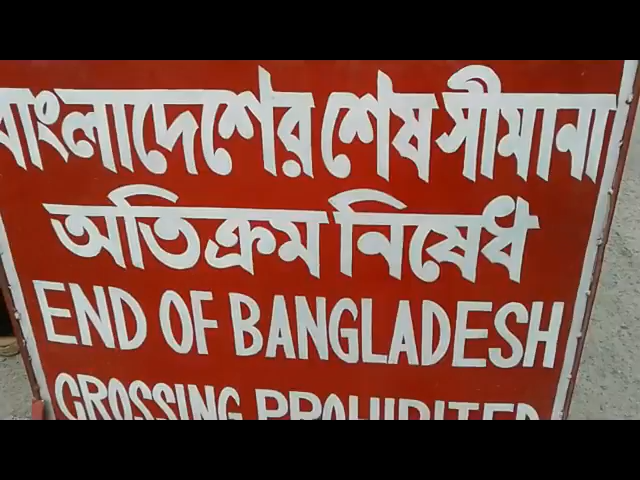 বাংলাদেশের শেষ সীমানা
অতিক্রম নিষেধ
END OF BANGLADESH
CROSSING PROHIBITED